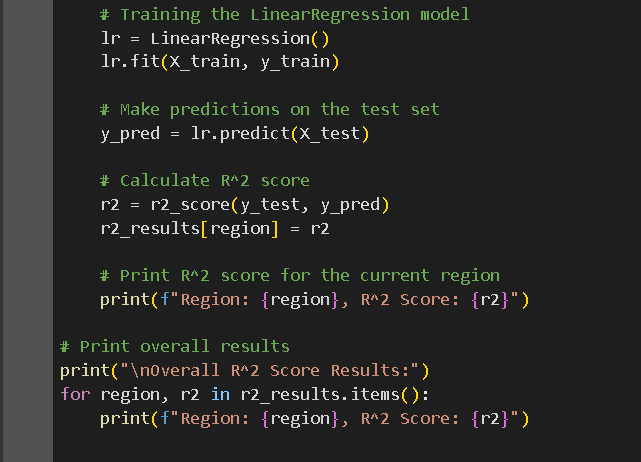 # Training the LinearRegression model
lr = LinearRegression()
lr.fit(X_train, y_train)
# Make predictions on the test set
y_pred = lr.predict(X_test)
# Calculate R^2 score
r2 = r2_score(y_test, y_pred)
r2_results[region] = r2
# Print R^2 score for the current region
print(f"Region: {region}, R^2 Score: {r2}")
# Print overall results
print("\nOverall R^2 Score Results:")
for region, r2 in r2_results.items():
print(f"Region: {region}, R^2 Score: {r2}")